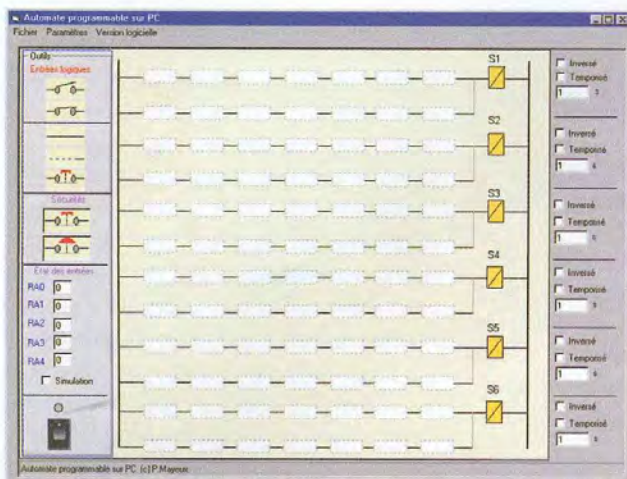 Automate programmable sur PC
Fichier Paramètres Version logicielle
Outils
Entrées logiques
Sécurités
Etat des entrées
RA0 0
RA1 0
RA2 0
RA3 0
RA4 0
Simulation
S1
S2
S3
S4
S5
S6
Inversé
Temporisé
1 s
Inversé
Temporisé
1 s
Inversé
Temporisé
1 s
Inversé
Temporisé
1 s
Inversé
Temporisé
1 s
Inversé
Temporisé
1 s
Automate programmable sur PC (c) P.Mayeux